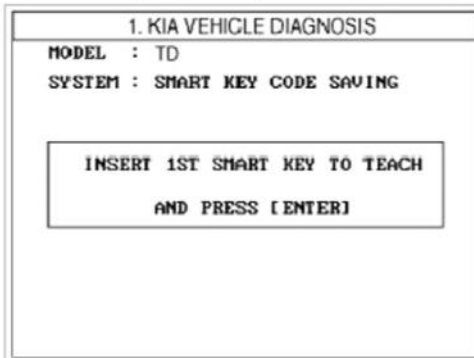 1. KIA VEHICLE DIAGNOSIS
MODEL : TD
SYSTEM : SMART KEY CODE SAVING
INSERT 1ST SMART KEY TO TEACH
AND PRESS [ENTER]